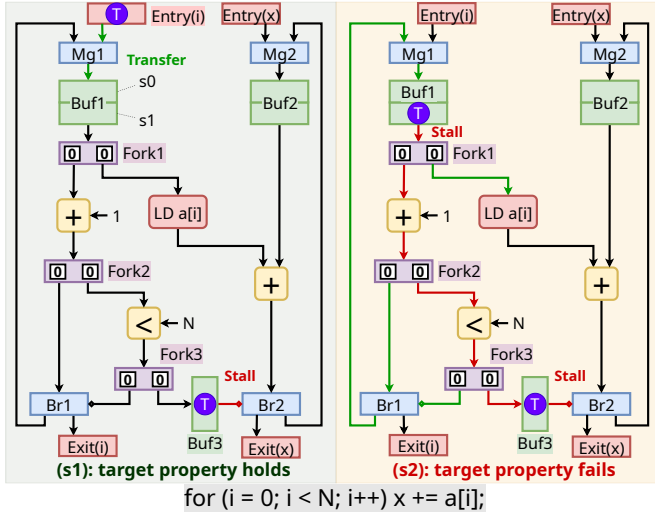 T Entry(i) Entry(x)
Mg1 Mg2
Transfer
s0
Buf1 Buf2
s1
0 0 Fork1
LD a[i]
+ 1
0 0 Fork2
+
< N
Fork3
0 0 Stall
Br1 T Br2
Buf3
Exit(i) Exit(x)
(s1): target property holds
Entry(i) Entry(x)
Mg1 Mg2
Buf1 Buf2
T
Stall
0 0 Fork1
LD a[i]
+ 1
0 0 Fork2
+
< N
Fork3
0 0 Stall
Br1 T Br2
Buf3
Exit(i) Exit(x)
(s2): target property fails
for (i = 0; i < N; i++) x += a[i];